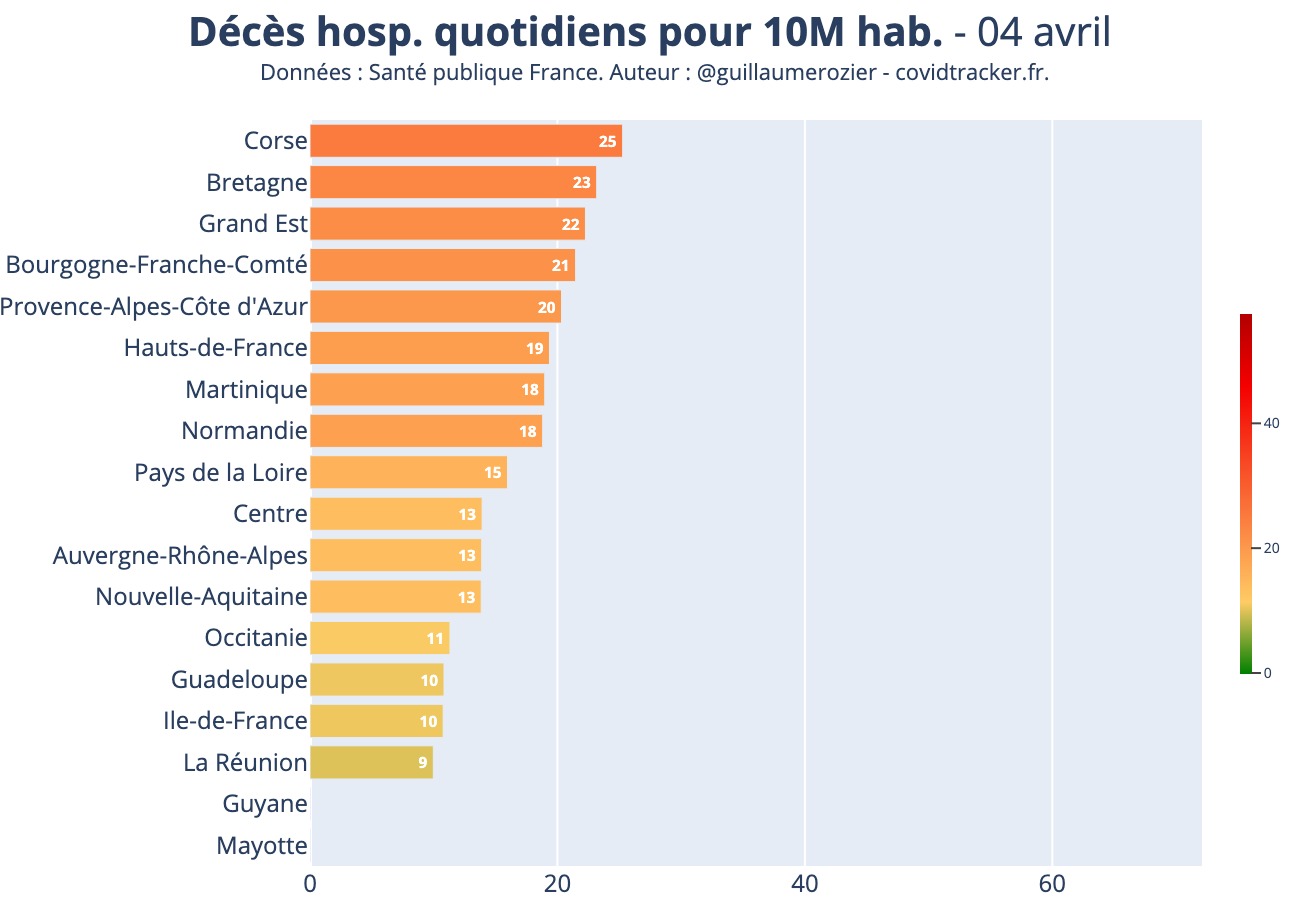 Décès hosp. quotidiens pour 10M hab. - 04 avril
Données : Santé publique France. Auteur : @guillaumerozier - covidtracker.fr.
Corse 25
Bretagne 23
Grand Est 22
Bourgogne-Franche-Comté 21
Provence-Alpes-Côte d'Azur 20
Hauts-de-France 19
Martinique 18
Normandie 18
Pays de la Loire 15
Centre 13
Auvergne-Rhône-Alpes 13
Nouvelle-Aquitaine 13
Occitanie 11
Guadeloupe 10
Ile-de-France 10
La Réunion 9
Guyane
Mayotte
0 20 40 60
40
20
0